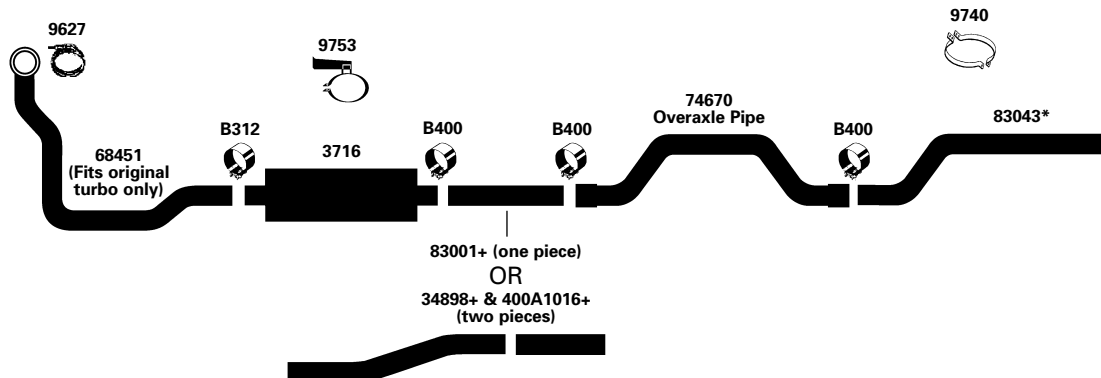 9627
9753
9740
68451
(Fits original
turbo only)
B312
3716
B400
B400
74670
Overaxle Pipe
B400
83043*
83001+ (one piece)
OR
34898+ & 400A1016+
(two pieces)